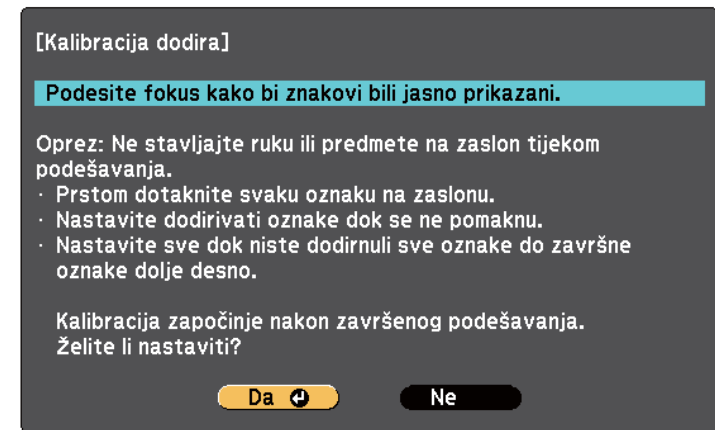 [Kalibracija dodira]
Podesite fokus kako bi znakovi bili jasno prikazani.
Oprez: Ne stavljajte ruku ili predmete na zaslon tijekom
podešavanja.
· Prstom dotaknite svaku oznaku na zaslonu.
· Nastavite dodirivati oznake dok se ne pomaknu.
· Nastavite sve dok niste dodirnuli sve oznake do završne
oznake dolje desno.
Kalibracija započinje nakon završenog podešavanja.
Želite li nastaviti?
Da
Ne